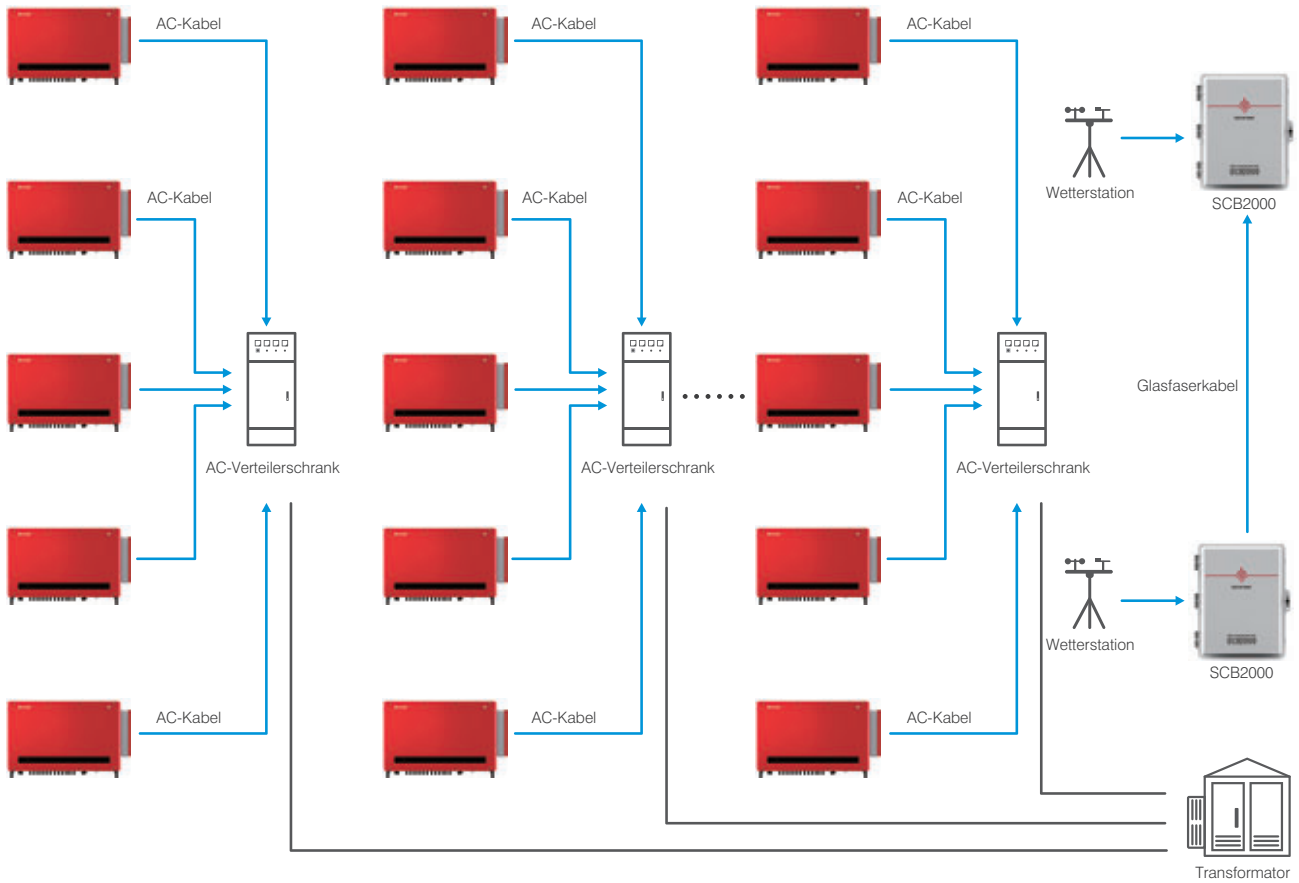 AC-Kabel
AC-Kabel
AC-Kabel
AC-Kabel
AC-Kabel
AC-Kabel
Wetterstation
SCB2000
Glasfaserkabel
AC-Verteilerschrank
AC-Verteilerschrank
AC-Verteilerschrank
Wetterstation
SCB2000
AC-Kabel
AC-Kabel
AC-Kabel
Transformator